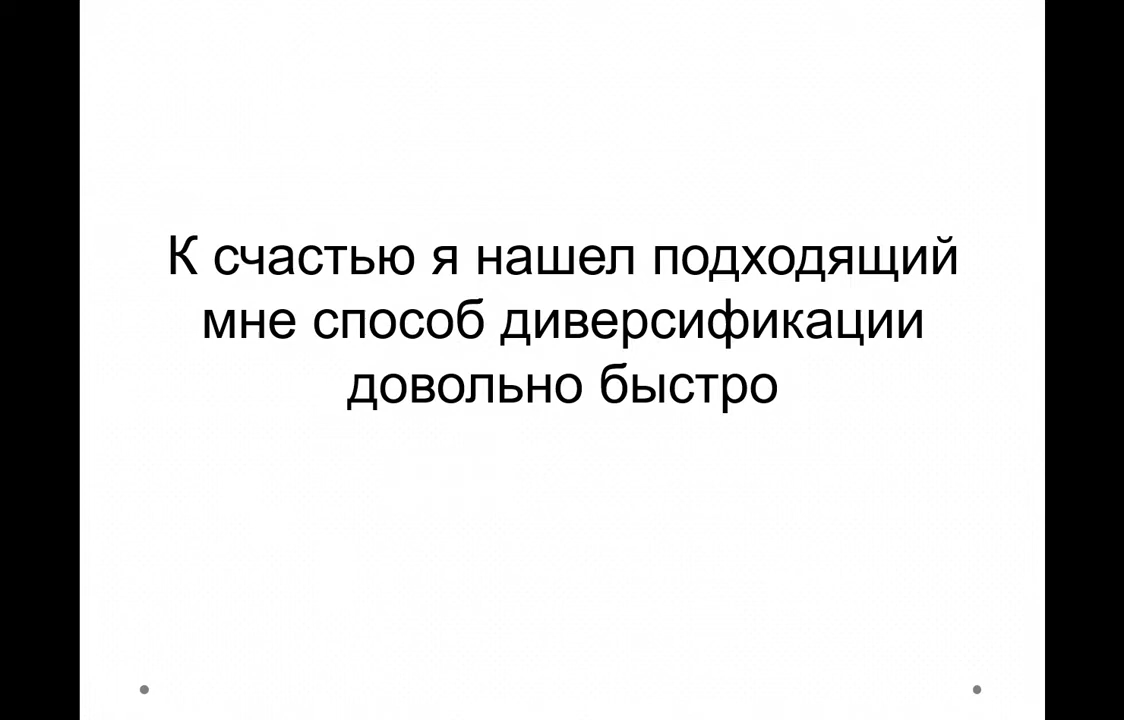 К счастью я нашел подходящий
мне способ диверсификации
довольно быстро